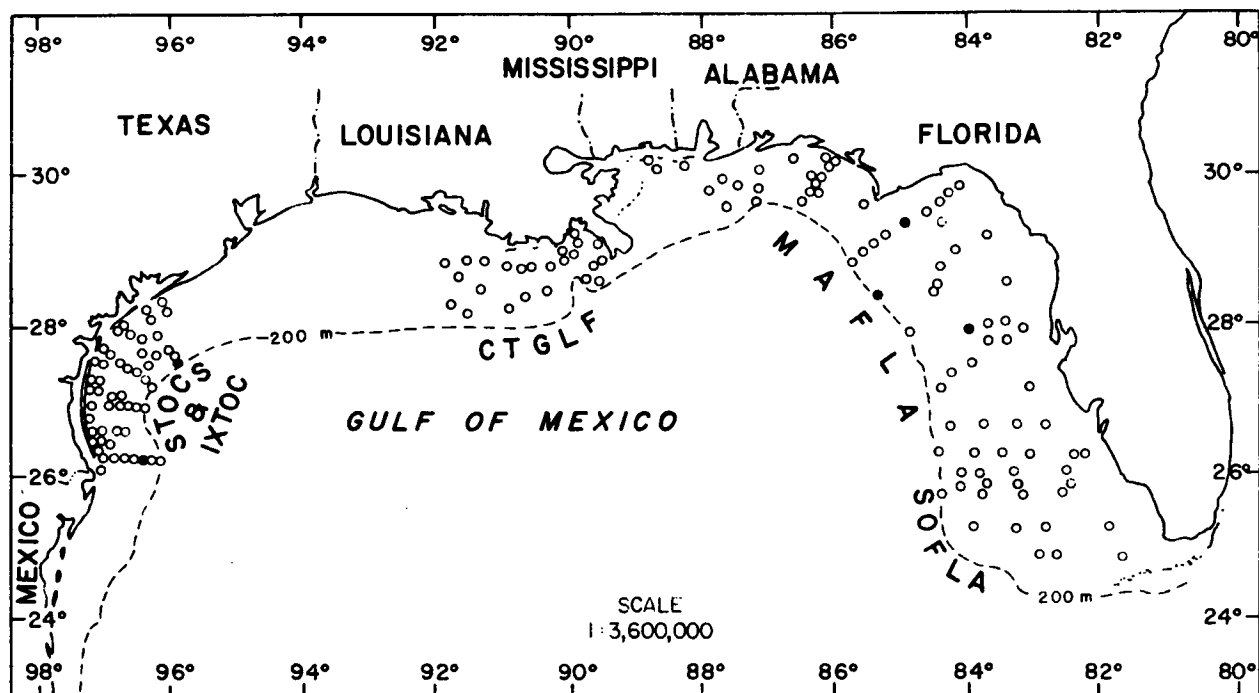 98° 96° 94° 92° 90° 88° 86° 84° 82° 80°
MISSISSIPPI ALABAMA
TEXAS LOUISIANA FLORIDA
30° 30°
28° 28°
200 m
CTGLF
MAFLA
STOCS
&
IXTOC
GULF OF MEXICO
26° 26°
SOFLA
MEXICO
200 m
24° 24°
SCALE
1:3,600,000
98° 96° 94° 92° 90° 88° 86° 84° 82° 80°